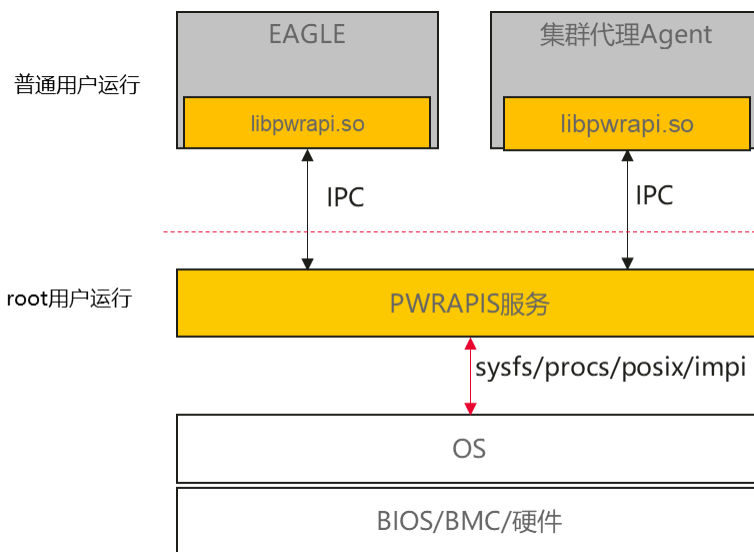 EAGLE
集群代理Agent
普通用户运行
libpwrapi.so
libpwrapi.so
IPC
IPC
root用户运行
PWRAPIS服务
sysfs/procs/posix/impi
OS
BIOS/BMC/硬件